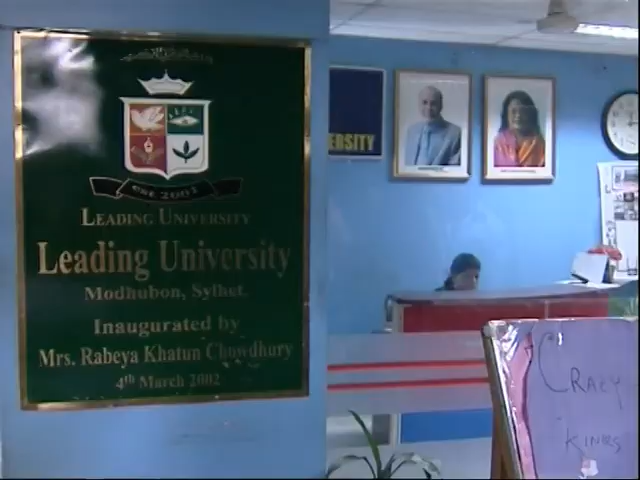 est 2001
LEADING UNIVERSITY
Leading University
Modhubon, Sylhet.
Inaugurated by
Mrs. Rabeya Khatun Chowdhury
4th March 2002
ERSITY
CRAZY